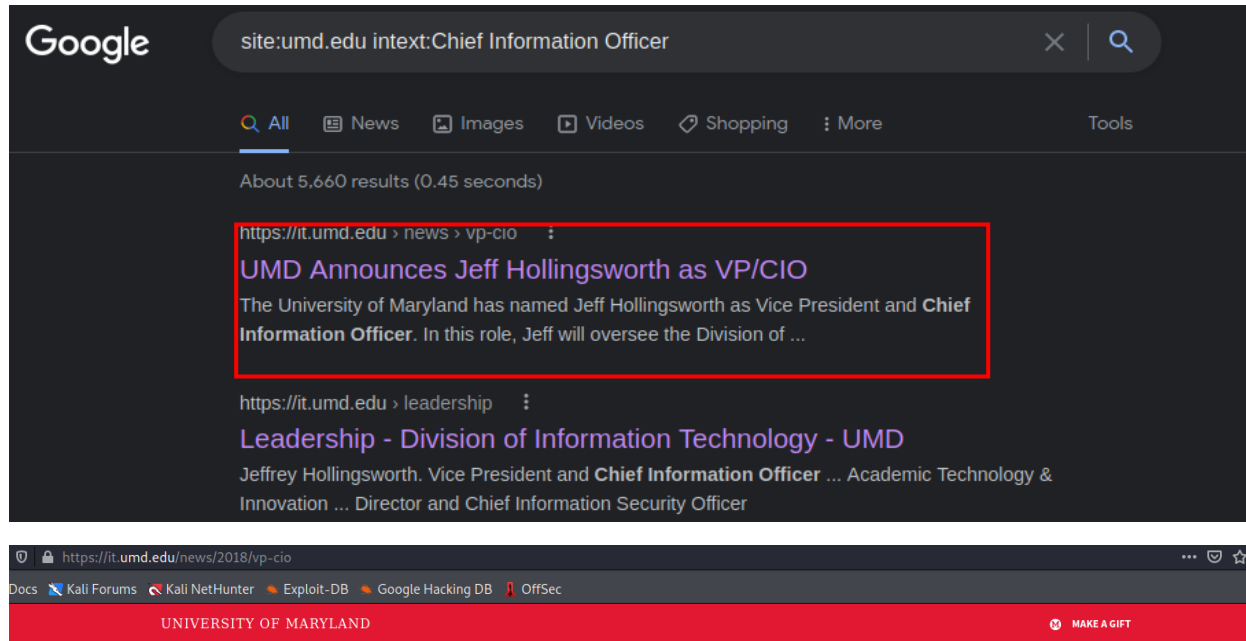 Google
site:umd.edu intext:Chief Information Officer
All News Images Videos Shopping More Tools
About 5,660 results (0.45 seconds)
https://it.umd.edu › news › vp-cio
UMD Announces Jeff Hollingsworth as VP/CIO
The University of Maryland has named Jeff Hollingsworth as Vice President and Chief
Information Officer. In this role, Jeff will oversee the Division of ...
https://it.umd.edu › leadership
Leadership - Division of Information Technology - UMD
Jeffrey Hollingsworth. Vice President and Chief Information Officer ... Academic Technology &
Innovation ... Director and Chief Information Security Officer
https://it.umd.edu/news/2018/vp-cio
Docs Kali Forums Kali NetHunter Exploit-DB Google Hacking DB OffSec
UNIVERSITY OF MARYLAND M MAKE A GIFT